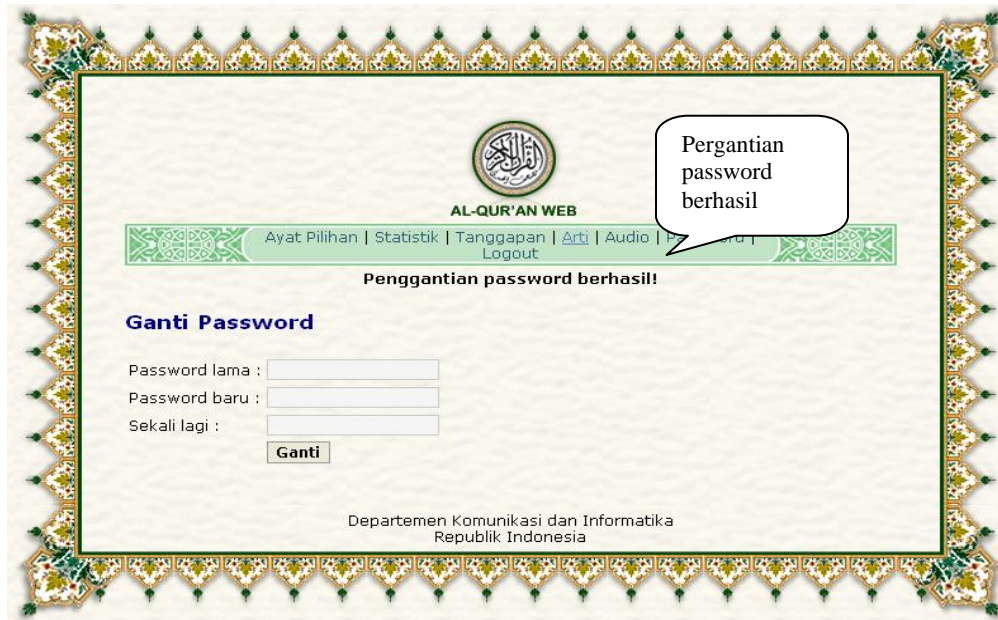 Pergantian
password
berhasil
AL-QUR'AN WEB
Ayat Pilihan | Statistik | Tanggapan | Arti | Audio |
Logout
Penggantian password berhasil!
Ganti Password
Password lama :
Password baru :
Sekali lagi :
Ganti
Departemen Komunikasi dan Informatika
Republik Indonesia